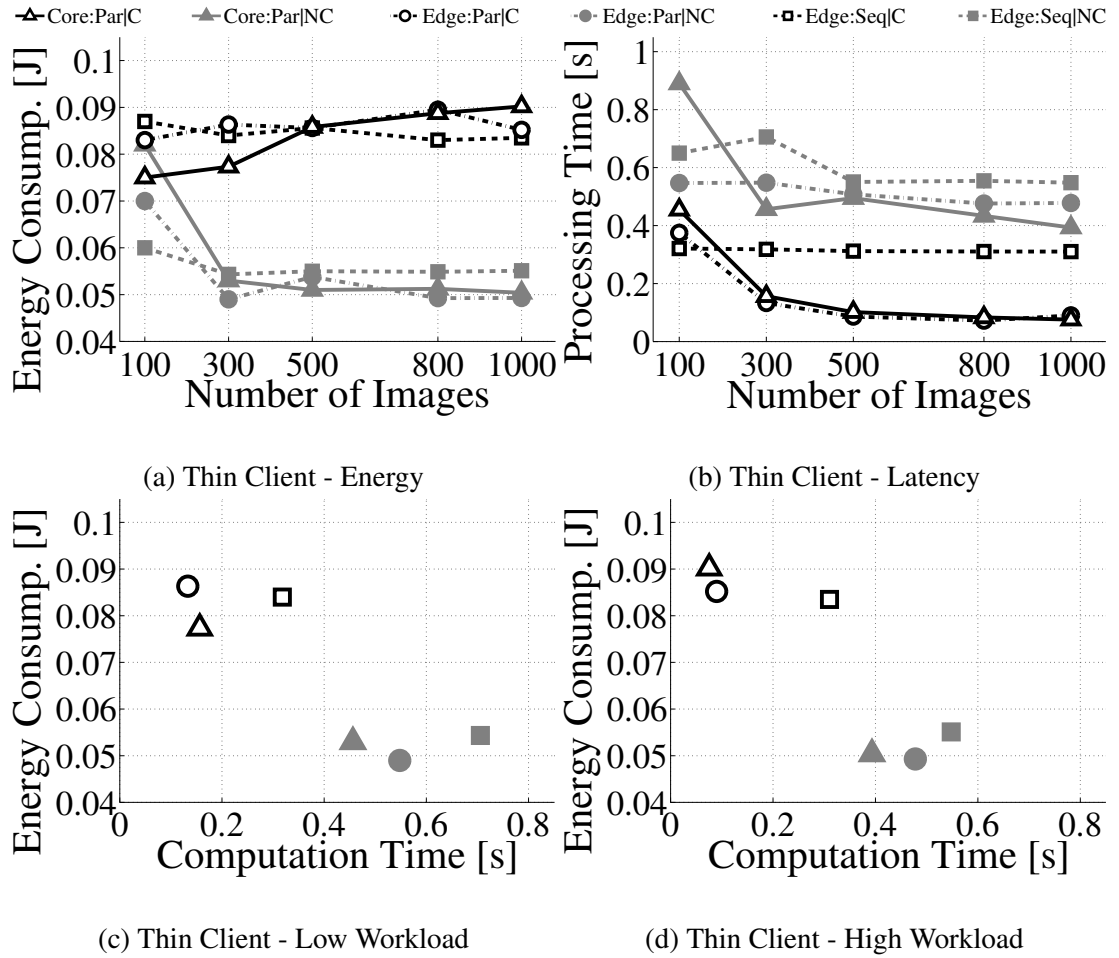 Core:Par|C Core:Par|NC Edge:Par|C Edge:Par|NC Edge:Seq|C Edge:Seq|NC
Energy Consump. [J]
0.1
0.09
0.08
0.07
0.06
0.05
0.04
100 300 500 800 1000
Number of Images
(a) Thin Client - Energy
Processing Time [s]
1
0.8
0.6
0.4
0.2
0
100 300 500 800 1000
Number of Images
(b) Thin Client - Latency
Energy Consump. [J]
0.1
0.09
0.08
0.07
0.06
0.05
0.04
0 0.2 0.4 0.6 0.8
Computation Time [s]
(c) Thin Client - Low Workload
Energy Consump. [J]
0.1
0.09
0.08
0.07
0.06
0.05
0.04
0 0.2 0.4 0.6 0.8
Computation Time [s]
(d) Thin Client - High Workload